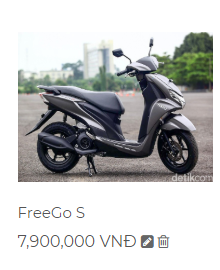 detikcom
FreeGo S
7,900,000 VNĐ